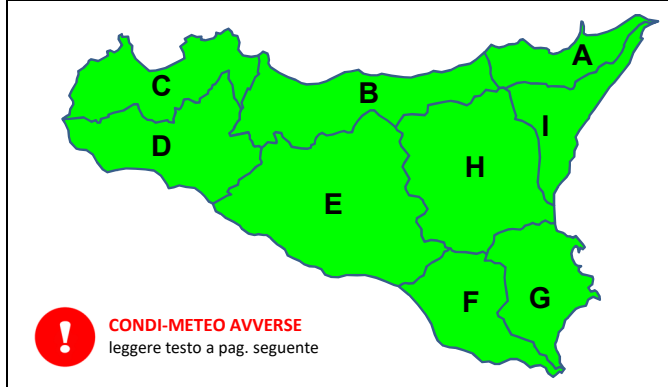 A
C
B
I
D
H
E
F
G
!
CONDI-METEO AVVERSE
leggere testo a pag. seguente